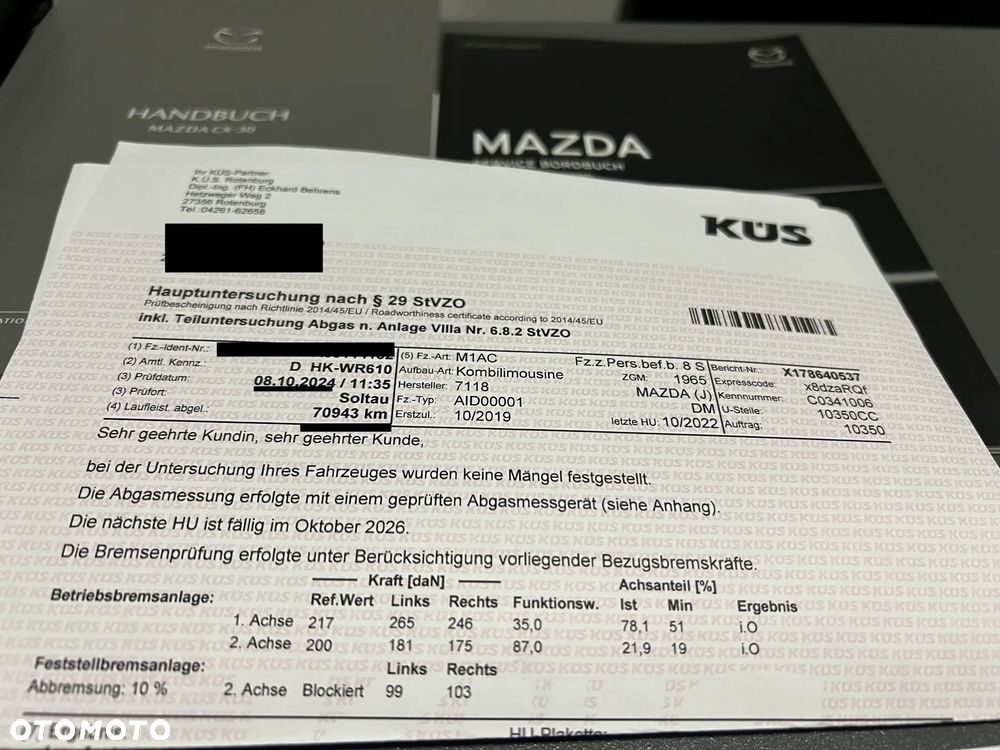 HANDBUCH
MAZDA CX-30
MAZDA
SERVICE BORDBUCH
Ihr KÜS-Partner:
K.Ü.S. Rotenburg
Dipl.-Ing. (FH) Eckhard Behrens
Hetzweger Weg 2
27356 Rotenburg
Tel.:04261-62658
KÜS
Hauptuntersuchung nach § 29 StVZO
Prüfbescheinigung nach Richtlinie 2014/45/EU / Roadworthiness certificate according to 2014/45/EU
inkl. Teiluntersuchung Abgas n. Anlage VIIIa Nr. 6.8.2 StVZO
(1) Fz.-Ident-Nr.:
(2) Amtl. Kennz.: D HK-WR610
(3) Prüfdatum: 08.10.2024 / 11:35
(3) Prüfort: Soltau
(4) Laufleist. abgel.: 70943 km
(5) Fz.-Art: M1AC Fz.z.Pers.bef.b. 8 S
Aufbau-Art: Kombilimousine ZGM: 1965
Hersteller: 7118 MAZDA (J)
Fz.-Typ: AID00001 DM
Erstzul.: 10/2019 letzte HU: 10/2022
Bericht-Nr.: X178640537
Expresscode: x8dzaRQf
Kennnummer: C0341006
U-Stelle: 10350CC
Auftrag: 10350
Sehr geehrte Kundin, sehr geehrter Kunde,
bei der Untersuchung Ihres Fahrzeuges wurden keine Mängel festgestellt.
Die Abgasmessung erfolgte mit einem geprüften Abgasmessgerät (siehe Anhang).
Die nächste HU ist fällig im Oktober 2026.
Die Bremsenprüfung erfolgte unter Berücksichtigung vorliegender Bezugsbremskräfte.
Kraft [daN] Achsanteil [%]
Betriebsbremsanlage: Ref.Wert Links Rechts Funktionsw. Ist Min Ergebnis
1. Achse 217 265 246 35,0 78,1 51 i.O
2. Achse 200 181 175 87,0 21,9 19 i.O
Feststellbremsanlage: Links Rechts
Abbremsung: 10 % 2. Achse Blockiert 99 103
HU Plakette:
OTOMOTO